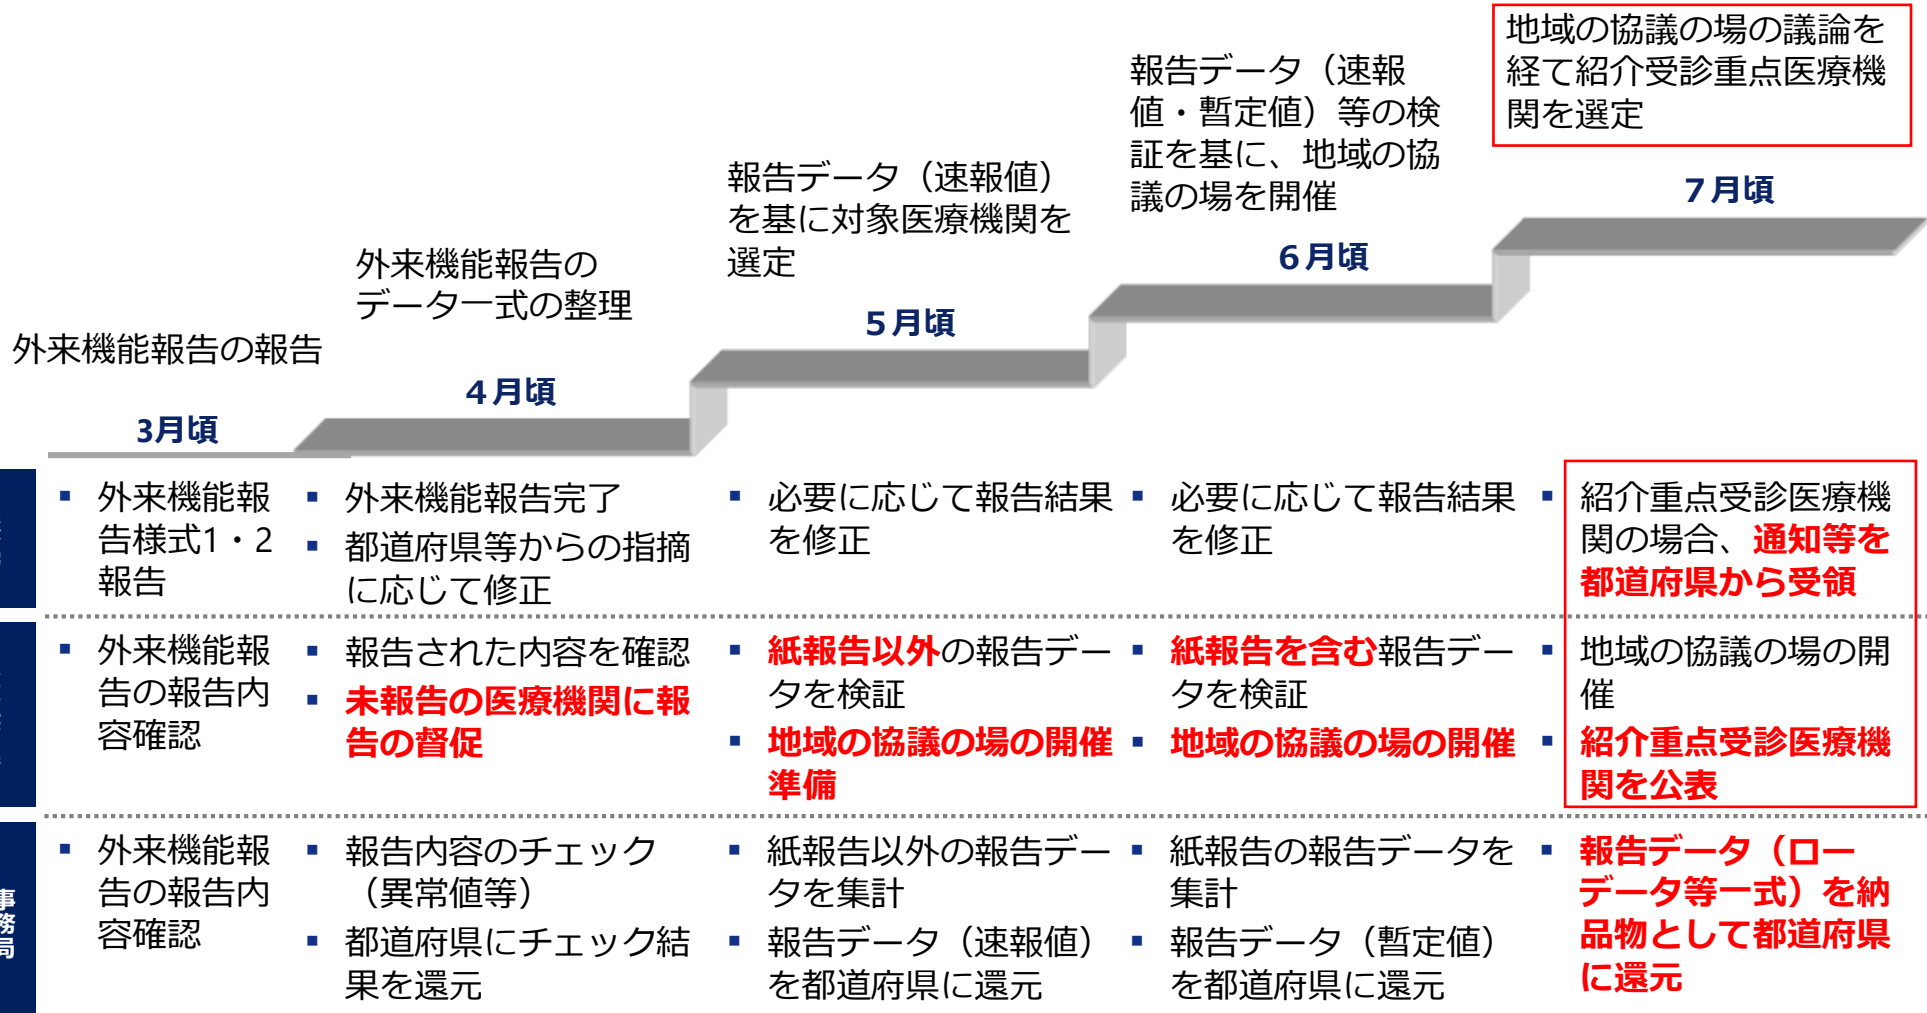 外来機能報告の報告
3月頃
外来機能報告の
データ一式の整理
４月頃
報告データ（速報値）
を基に対象医療機関を
選定
５月頃
報告データ（速報
値・暫定値）等の検
証を基に、地域の協
議の場を開催
６月頃
地域の協議の場の議論を
経て紹介受診重点医療機
関を選定
７月頃
▪ 外来機能報
告様式1・2
報告
▪ 外来機能報告完了
▪ 都道府県等からの指摘
に応じて修正
▪ 必要に応じて報告結果
を修正
▪ 必要に応じて報告結果
を修正
▪ 紹介重点受診医療機
関の場合、通知等を
都道府県から受領
▪ 外来機能報
告の報告内
容確認
▪ 報告された内容を確認
▪ 未報告の医療機関に報
告の督促
▪ 紙報告以外の報告デー
タを検証
▪ 地域の協議の場の開催
準備
▪ 紙報告を含む報告デー
タを検証
▪ 地域の協議の場の開催
▪ 地域の協議の場の開
催
▪ 紹介重点受診医療機
関を公表
事務局
▪ 外来機能報
告の報告内
容確認
▪ 報告内容のチェック
（異常値等）
▪ 都道府県にチェック結
果を還元
▪ 紙報告以外の報告デー
タを集計
▪ 報告データ（速報値）
を都道府県に還元
▪ 紙報告の報告データを
集計
▪ 報告データ（暫定値）
を都道府県に還元
▪ 報告データ（ロー
データ等一式）を納
品物として都道府県
に還元